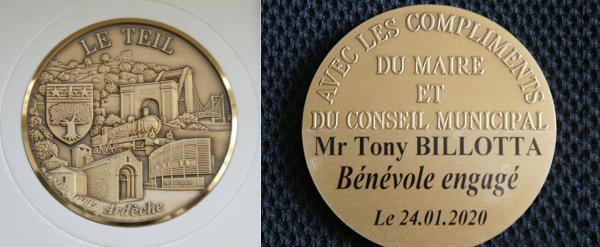 LE TEIL
Ardèche
AVEC LES COMPLIMENTS
DU MAIRE
ET
DU CONSEIL MUNICIPAL
Mr Tony BILLOTTA
Bénévole engagé
Le 24.01.2020